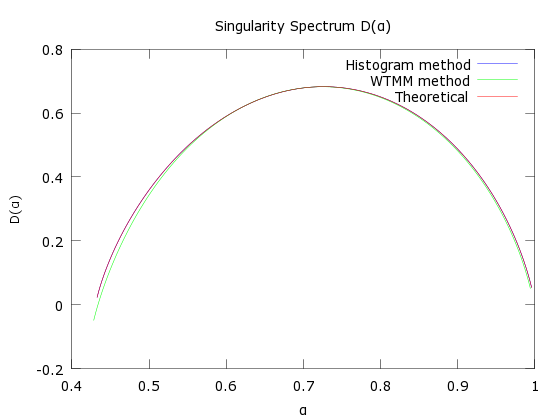 Singularity Spectrum D(α)
0.8
0.6
0.4
0.2
0
-0.2
D(α)
Histogram method
WTMM method
Theoretical
0.4 0.5 0.6 0.7 0.8 0.9 1
α